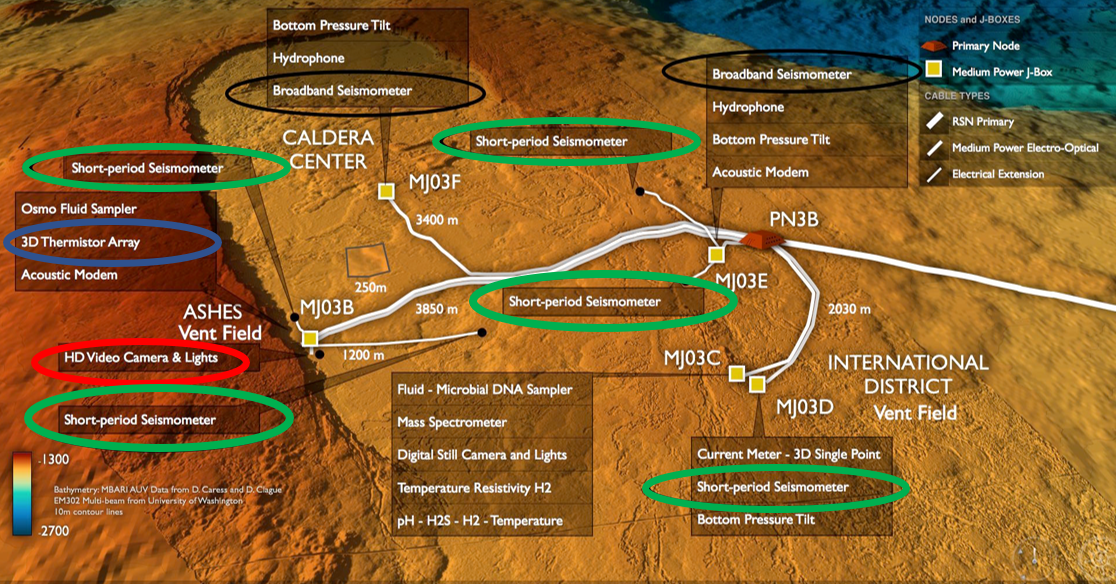 Bottom Pressure Tilt
Hydrophone
Broadband Seismometer
CALDERA
CENTER
Short-period Seismometer
Broadband Seismometer
Hydrophone
Bottom Pressure Tilt
Acoustic Modem
NODES and J-BOXES
Primary Node
Medium Power J-Box
CABLE TYPES
RSN Primary
Medium Power Electro-Optical
Electrical Extension
Short-period Seismometer
Osmo Fluid Sampler
3D Thermistor Array
Acoustic Modem
MJ03F
3400 m
PN3B
250m
MJ03E
Short-period Seismometer
ASHES
Vent Field
MJ03B
3850 m
2030 m
HD Video Camera & Lights
1200 m
MJ03C
INTERNATIONAL
DISTRICT
Vent Field
MJ03D
Short-period Seismometer
Fluid - Microbial DNA Sampler
Mass Spectrometer
Digital Still Camera and Lights
Temperature Resistivity H2
pH - H2S - H2 - Temperature
Current Meter - 3D Single Point
Short-period Seismometer
Bottom Pressure Tilt
-1300
-2700
Bathymetry: MBARI AUV Data from D. Caress and D. Clague
EM302 Multi-beam from University of Washington
10m contour lines